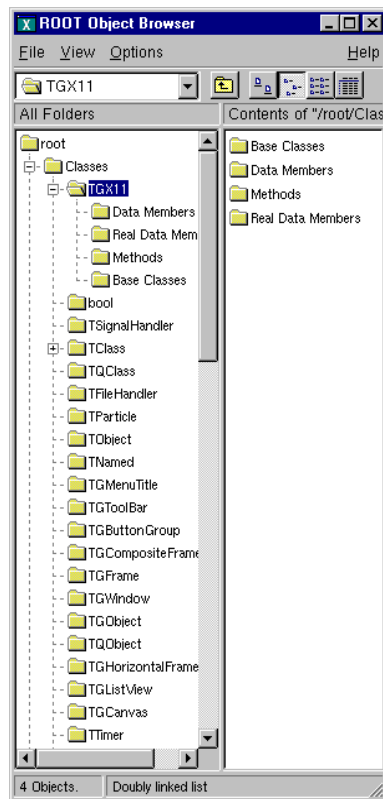 ROOT Object Browser
File View Options Help
TGX11
All Folders
Contents of "/root/Clas
root
Classes
TGX11
Data Members
Real Data Mem
Methods
Base Classes
bool
TSignalHandler
TClass
TQClass
TFileHandler
TParticle
TObject
TNamed
TGMenuTitle
TGToolBar
TGButtonGroup
TGCompositeFrame
TGFrame
TGWindow
TGObject
TQObject
TGHorizontalFrame
TGListView
TGCanvas
TTimer
Base Classes
Data Members
Methods
Real Data Members
4 Objects. Doubly linked list